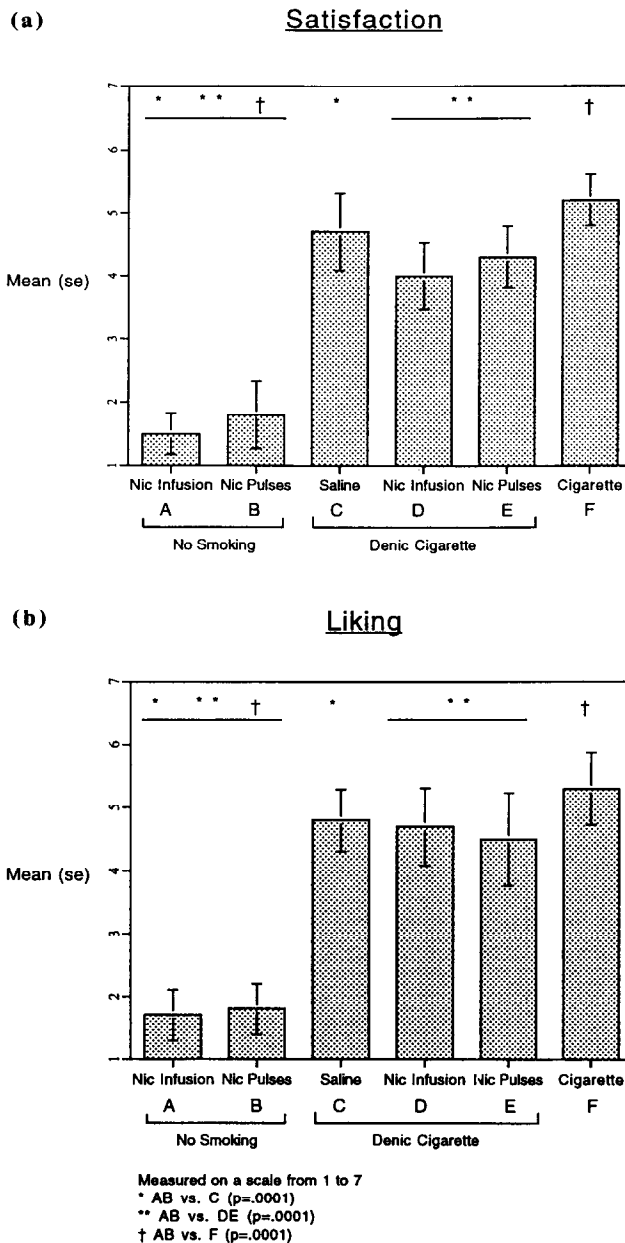 (a) Satisfaction
7
* ** † * ** †
6
5
Mean (se)
4
3
2
1
Nic Infusion Nic Pulses Saline Nic Infusion Nic Pulses Cigarette
A B C D E F
No Smoking Denic Cigarette
(b) Liking
7
* ** † * ** †
6
5
Mean (se)
4
3
2
1
Nic Infusion Nic Pulses Saline Nic Infusion Nic Pulses Cigarette
A B C D E F
No Smoking Denic Cigarette
Measured on a scale from 1 to 7
* AB vs. C (p=.0001)
** AB vs. DE (p=.0001)
† AB vs. F (p=.0001)